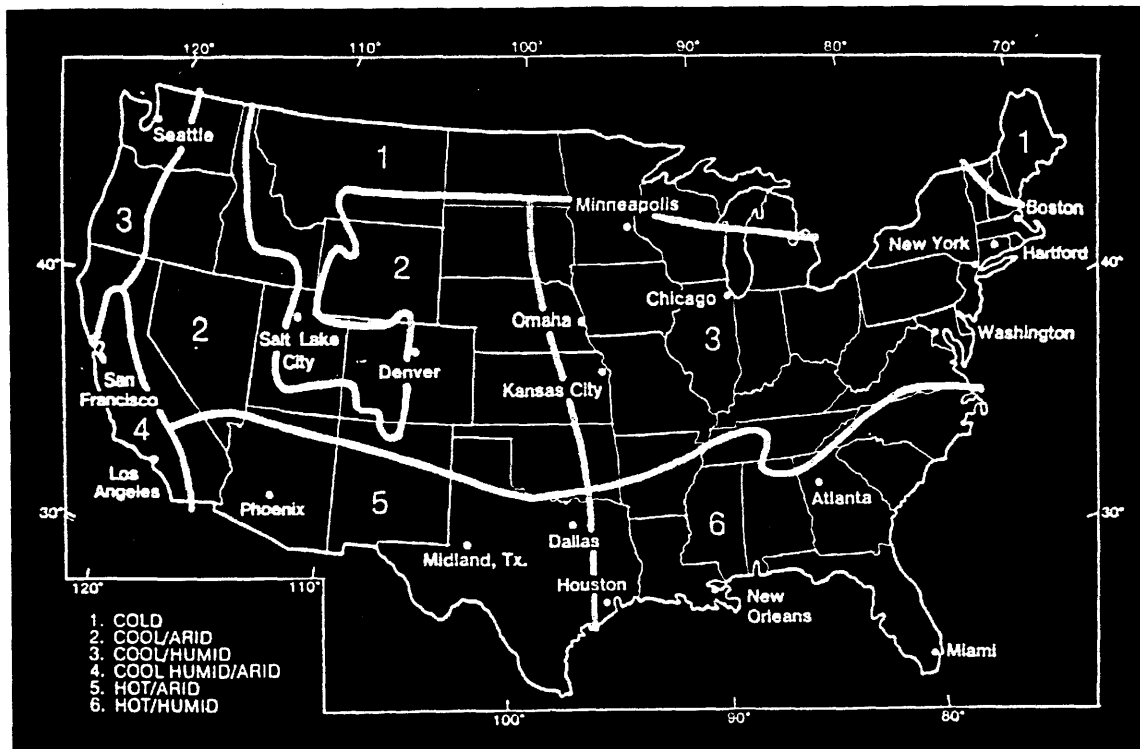 120° 110° 100° 90° 80° 70°
Seattle
1
1
3
Minneapolis
Boston
New York
Hartford
40°
2
40°
Chicago
Omaha
Salt Lake
City
2
3
Washington
San
Francisco
Denver
Kansas City
4
Los
Angeles
Phoenix
5
Atlanta
30°
6
30°
Dallas
Midland, Tx.
Houston
New
Orleans
120°
110°
Miami
1. COLD
2. COOL/ARID
3. COOL/HUMID
4. COOL HUMID/ARID
5. HOT/ARID
6. HOT/HUMID
100° 90° 80°